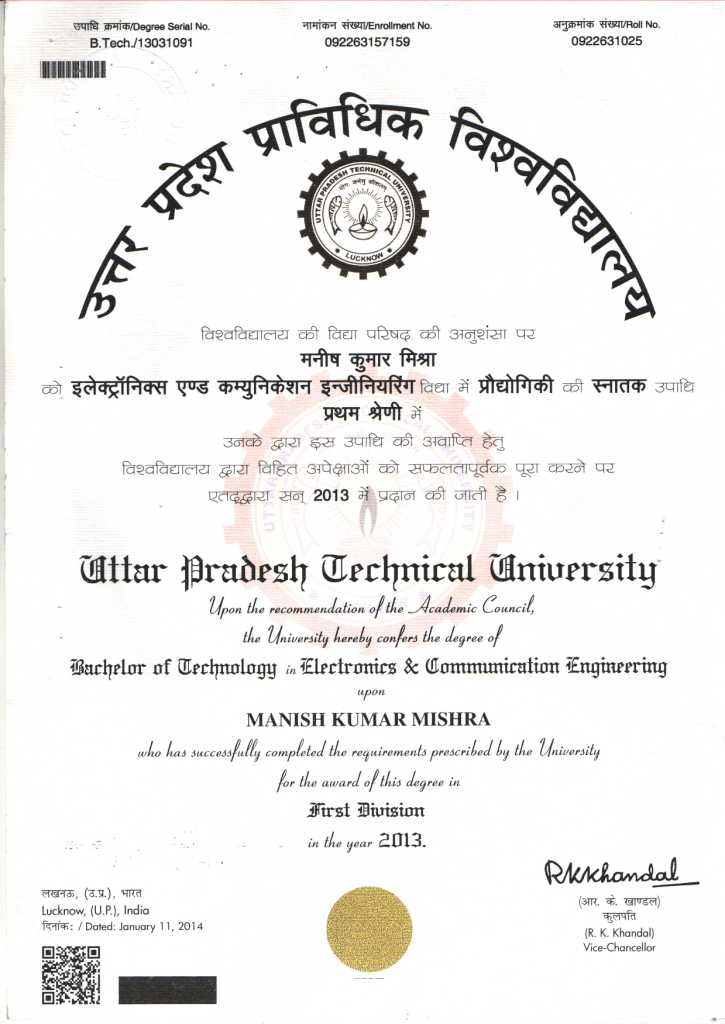 उपाधि क्रमांक/Degree Serial No.
B.Tech./13031091
नामांकन संख्या/Enrollment No.
092263157159
अनुक्रमांक संख्या/Roll No.
0922631025
उत्तर प्रदेश प्राविधिक विश्वविद्यालय
UTTAR PRADESH TECHNICAL UNIVERSITY
योगः कर्मसु कौशलम्
LUCKNOW
विश्वविद्यालय की विद्या परिषद् की अनुशंसा पर
मनीष कुमार मिश्रा
को इलेक्ट्रॉनिक्स एण्ड कम्युनिकेशन इन्जीनियरिंग विद्या में प्रौद्योगिकी की स्नातक उपाधि
प्रथम श्रेणी में
उनके द्वारा इस उपाधि की अवाप्ति हेतु
विश्वविद्यालय द्वारा विहित अपेक्षाओं को सफलतापूर्वक पूरा करने पर
एतद्द्वारा सन् 2013 में प्रदान की जाती है ।
Uttar Pradesh Technical University
Upon the recommendation of the Academic Council,
the University hereby confers the degree of
Bachelor of Technology in Electronics & Communication Engineering
upon
MANISH KUMAR MISHRA
who has successfully completed the requirements prescribed by the University
for the award of this degree in
First Division
in the year 2013.
RKKhandal
लखनऊ, (उ.प्र.), भारत
Lucknow, (U.P.), India
दिनांक: / Dated: January 11, 2014
(आर. के. खाण्डल)
कुलपति
(R. K. Khandal)
Vice-Chancellor